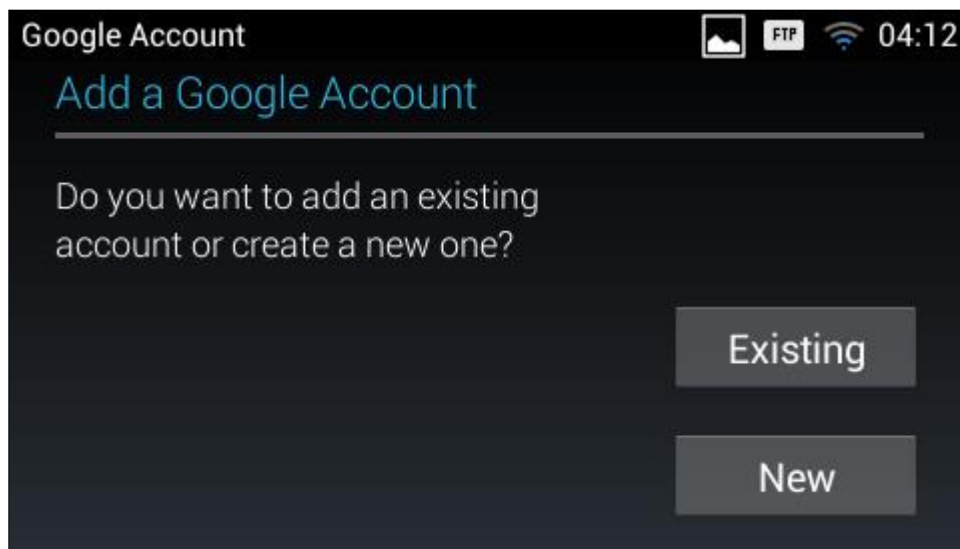 Google Account
FTP
04:12
Add a Google Account
Do you want to add an existing
account or create a new one?
Existing
New